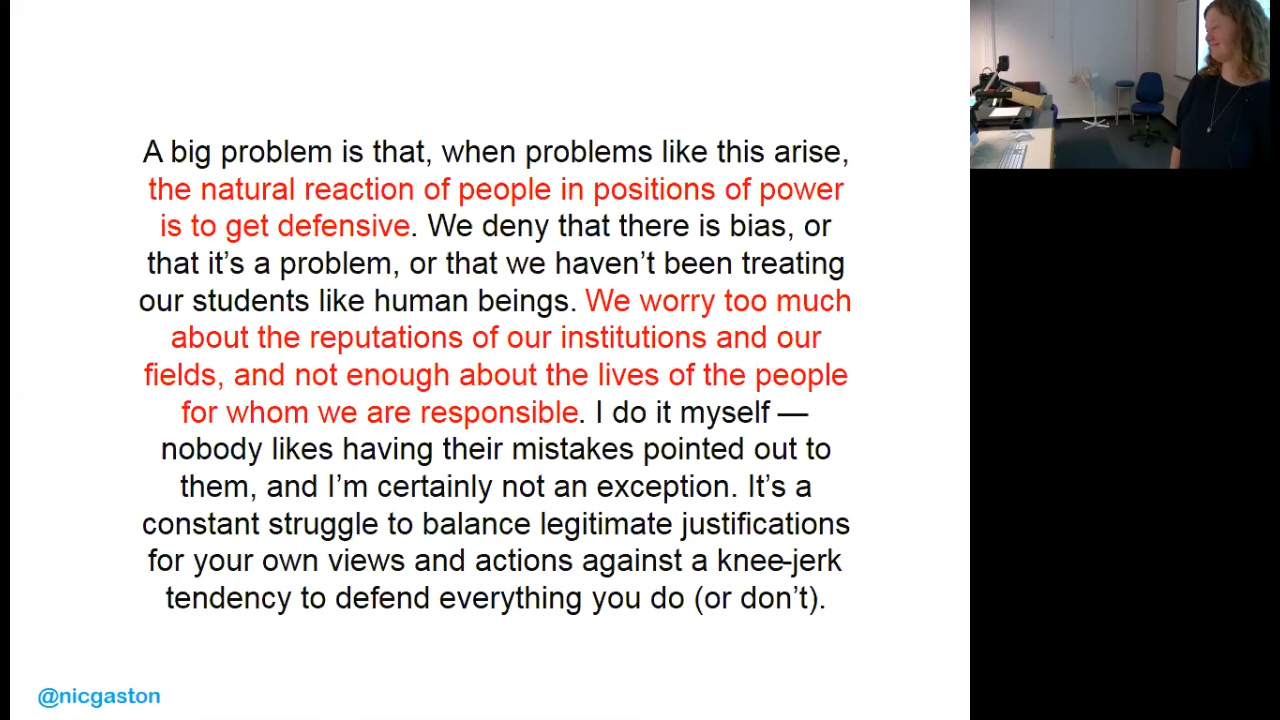 A big problem is that, when problems like this arise,
the natural reaction of people in positions of power
is to get defensive. We deny that there is bias, or
that it’s a problem, or that we haven’t been treating
our students like human beings. We worry too much
about the reputations of our institutions and our
fields, and not enough about the lives of the people
for whom we are responsible. I do it myself —
nobody likes having their mistakes pointed out to
them, and I’m certainly not an exception. It’s a
constant struggle to balance legitimate justifications
for your own views and actions against a knee-jerk
tendency to defend everything you do (or don’t).
@nicgaston